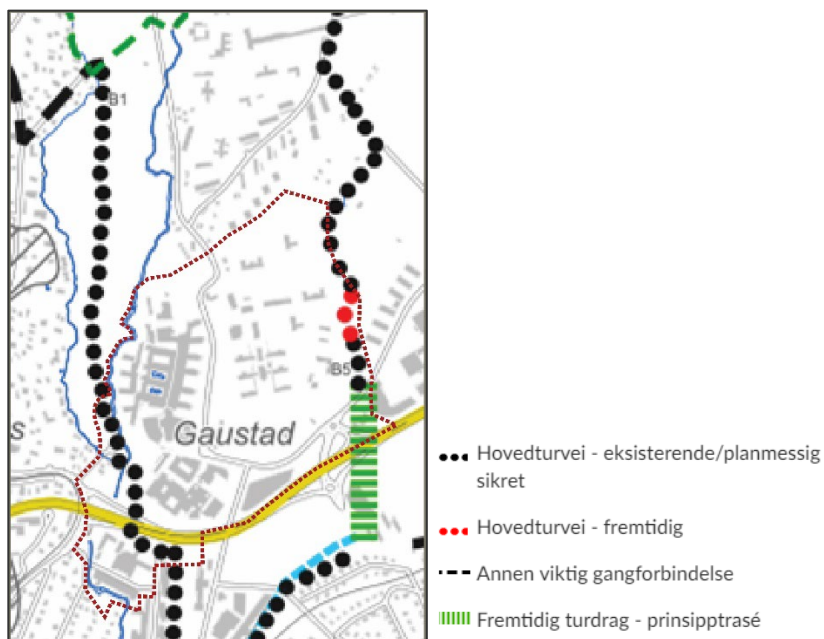 B1
S
B5
Gaustad
Hovedturvei - eksisterende/planmessig
sikret
Hovedturvei - fremtidig
Annen viktig gangforbindelse
Fremtidig turdrag - prinsipptrasé